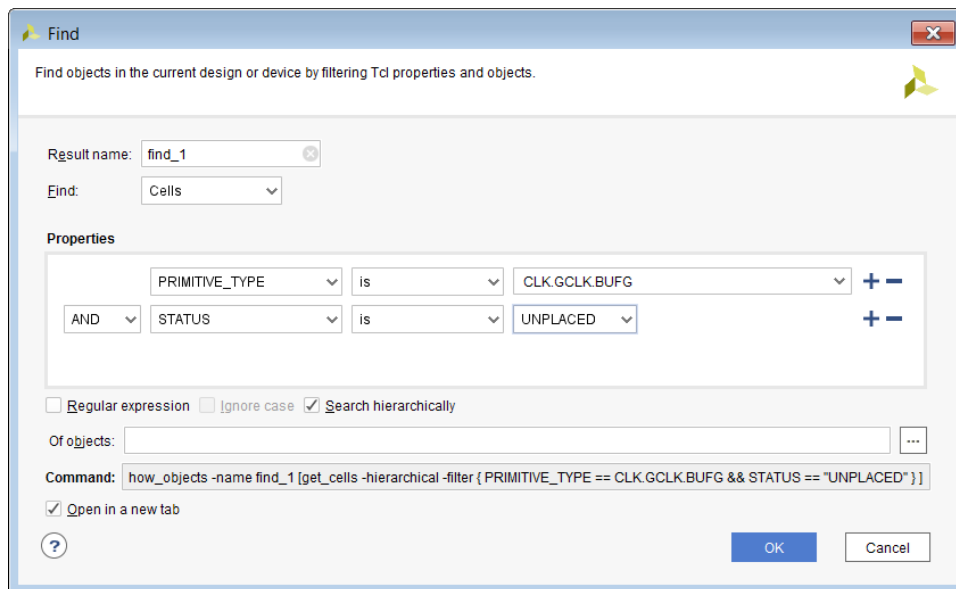 Find
Find objects in the current design or device by filtering Tcl properties and objects.
Result name: find_1
Find: Cells
Properties
PRIMITIVE_TYPE is CLK.GCLK.BUFG
AND STATUS is UNPLACED
Regular expression Ignore case Search hierarchically
Of objects: ...
Command: how_objects -name find_1 [get_cells -hierarchical -filter { PRIMITIVE_TYPE == CLK.GCLK.BUFG && STATUS == "UNPLACED" } ]
Open in a new tab
? OK Cancel